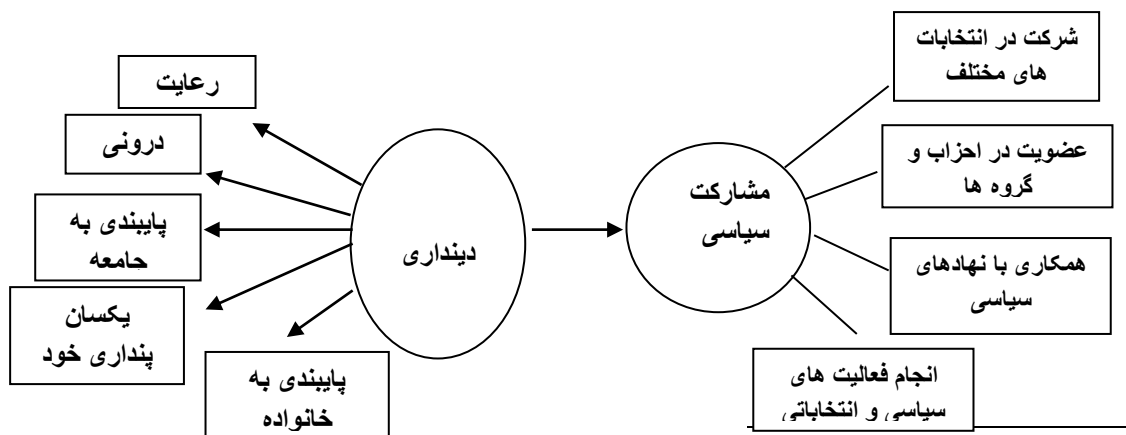 شرکت در انتخابات
های مختلف
عضویت در احزاب و
گروه ها
همکاری با نهادهای
سیاسی
انجام فعالیت های
سیاسی و انتخاباتی
مشارکت
سیاسی
دینداری
رعایت
درونی
پایبندی به
جامعه
یکسان
پنداری خود
پایبندی به
خانواده